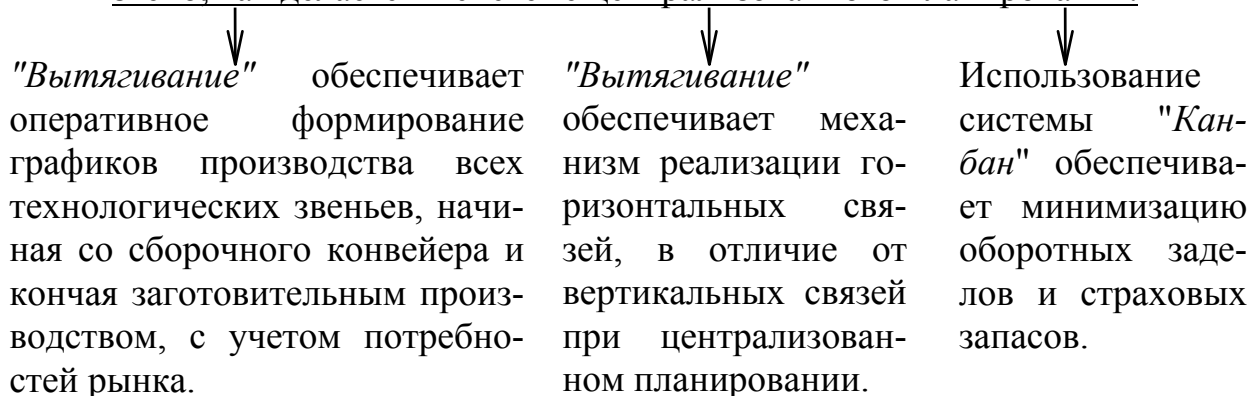 "Вытягивание" обеспечивает
оперативное формирование
графиков производства всех
технологических звеньев, начи-
ная со сборочного конвейера и
кончая заготовительным произ-
водством, с учетом потребно-
стей рынка.
"Вытягивание"
обеспечивает меха-
низм реализации го-
ризонтальных свя-
зей, в отличие от
вертикальных связей
при централизован-
ном планировании.
Использование
системы "Кан-
бан" обеспечива-
ет минимизацию
оборотных заде-
лов и страховых
запасов.